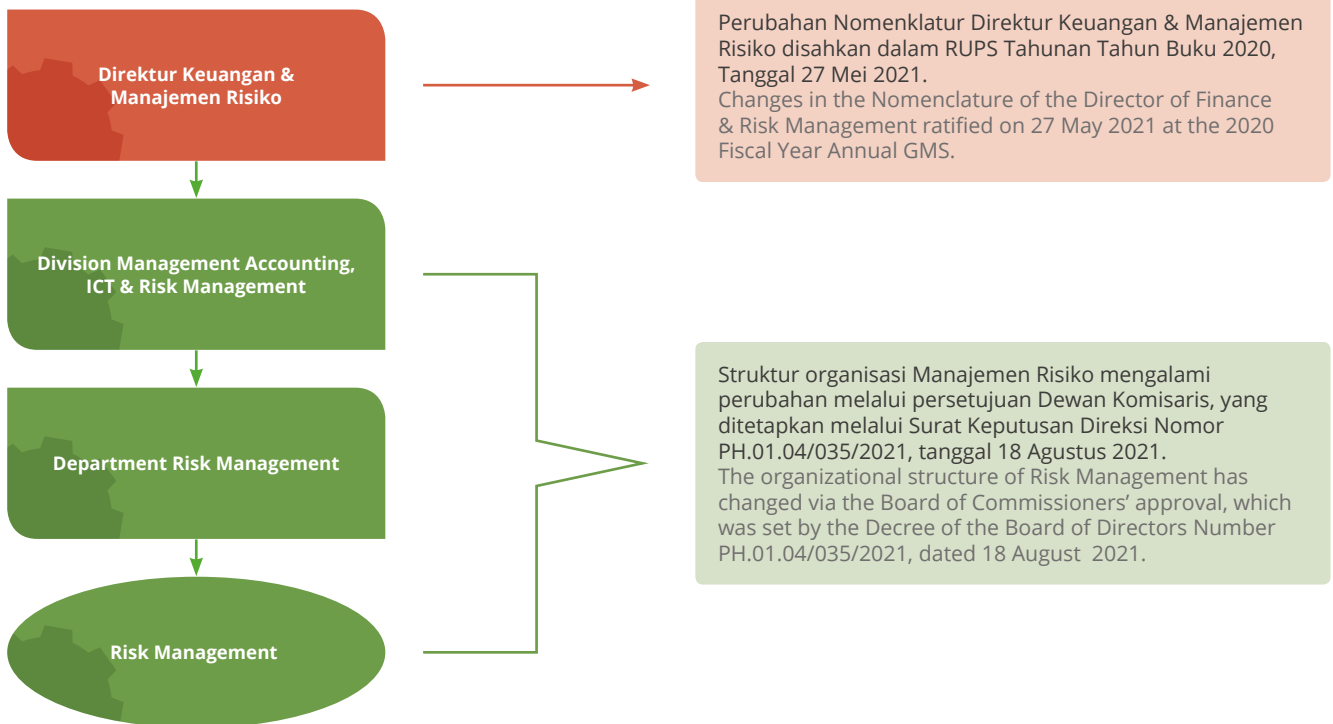 Direktur Keuangan &
Manajemen Risiko
Perubahan Nomenklatur Direktur Keuangan & Manajemen
Risiko disahkan dalam RUPS Tahunan Tahun Buku 2020,
Tanggal 27 Mei 2021.
Changes in the Nomenclature of the Director of Finance
& Risk Management ratified on 27 May 2021 at the 2020
Fiscal Year Annual GMS.
Division Management Accounting,
ICT & Risk Management
Department Risk Management
Risk Management
Struktur organisasi Manajemen Risiko mengalami
perubahan melalui persetujuan Dewan Komisaris, yang
ditetapkan melalui Surat Keputusan Direksi Nomor
PH.01.04/035/2021, tanggal 18 Agustus 2021.
The organizational structure of Risk Management has
changed via the Board of Commissioners’ approval, which
was set by the Decree of the Board of Directors Number
PH.01.04/035/2021, dated 18 August  2021.